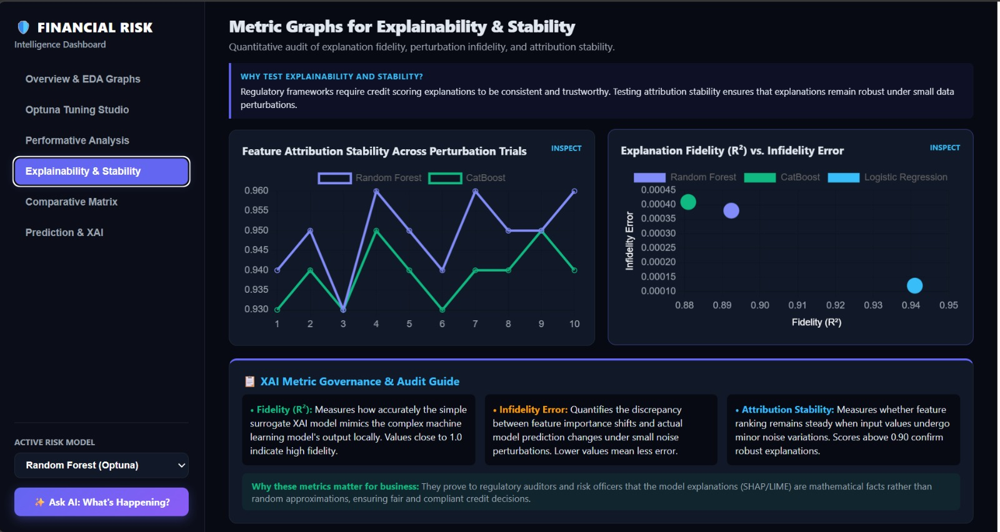 FINANCIAL RISK
Intelligence Dashboard
Overview & EDA Graphs
Optuna Tuning Studio
Performative Analysis
Explainability & Stability
Comparative Matrix
Prediction & XAI
ACTIVE RISK MODEL
Random Forest (Optuna)
✨ Ask AI: What's Happening?
Metric Graphs for Explainability & Stability
Quantitative audit of explanation fidelity, perturbation infidelity, and attribution stability.
WHY TEST EXPLAINABILITY AND STABILITY?
Regulatory frameworks require credit scoring explanations to be consistent and trustworthy. Testing attribution stability ensures that explanations remain robust under small data
perturbations.
Feature Attribution Stability Across Perturbation Trials
INSPECT
Random Forest CatBoost
0.960
0.955
0.950
0.945
0.940
0.935
0.930
1 2 3 4 5 6 7 8 9 10
Explanation Fidelity (R²) vs. Infidelity Error
INSPECT
Random Forest CatBoost Logistic Regression
Infidelity Error
0.00045
0.00040
0.00035
0.00030
0.00025
0.00020
0.00015
0.00010
0.88 0.89 0.90 0.91 0.92 0.93 0.94 0.95
Fidelity (R²)
📋 XAI Metric Governance & Audit Guide
• Fidelity (R²): Measures how accurately the simple
surrogate XAI model mimics the complex machine
learning model's output locally. Values close to 1.0
indicate high fidelity.
• Infidelity Error: Quantifies the discrepancy
between feature importance shifts and actual
model prediction changes under small noise
perturbations. Lower values mean less error.
• Attribution Stability: Measures whether feature
ranking remains steady when input values undergo
minor noise variations. Scores above 0.90 confirm
robust explanations.
Why these metrics matter for business: They prove to regulatory auditors and risk officers that the model explanations (SHAP/LIME) are mathematical facts rather than
random approximations, ensuring fair and compliant credit decisions.